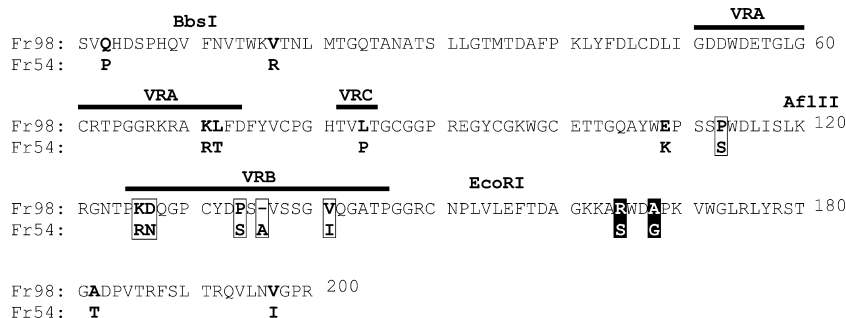 BbsI VRA
Fr98: SVQHDSPHQV FNVTWKVTNL MTGQTANATS LLGTMTDAFP KLYFDLCDLI GDDWDETGLG 60
Fr54: P R
VRA VRC AflII
Fr98: CRTPGGRKRA KLFDFYVCPG HTVLTGCGGP REGYCGKWGC ETTGQAYWEP SSPWDLISLK 120
Fr54: RT P K S
VRB EcoRI
Fr98: RGNTPKDQGP CYDPS-VSSG VQGATPGGRC NPLVLEFTDA GKKARWDAPK VWGLRLYRST 180
Fr54: RN S A I S G
Fr98: GADPVTRFSL TRQVLNVGPR 200
Fr54: T I